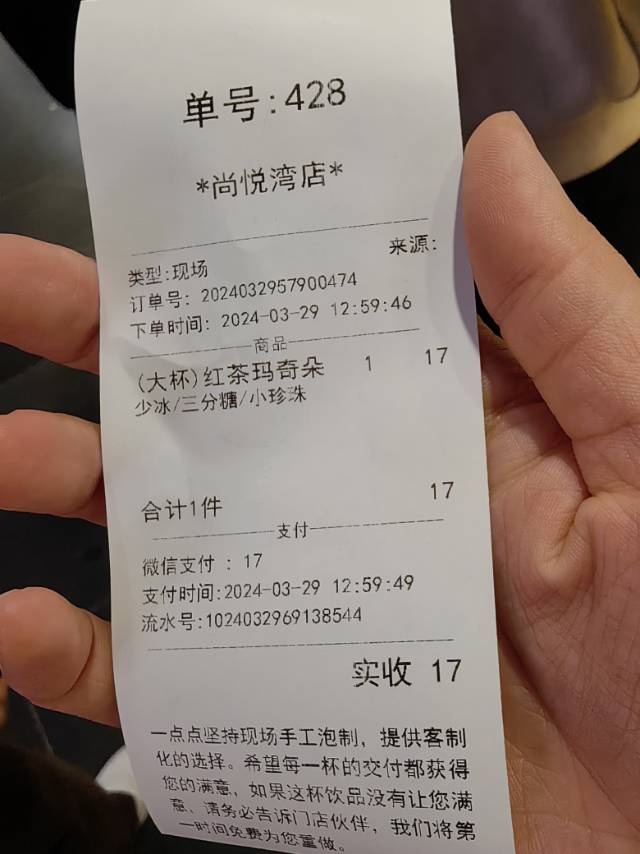 单号:428
*尚悦湾店*
来源:
类型:现场
订单号: 2024032957900474
下单时间: 2024-03-29 12:59:46
商品
(大杯)红茶玛奇朵 1 17
少冰/三分糖/小珍珠
合计1件 17
支付
微信支付 : 17
支付时间:2024-03-29 12:59:49
流水号:1024032969138544
实收 17
一点点坚持现场手工泡制, 提供客制
化的选择。希望每一杯的交付都获得
您的满意, 如果这杯饮品没有让您满
意、请务必告诉门店伙伴, 我们将第
一时间免费为您重做。